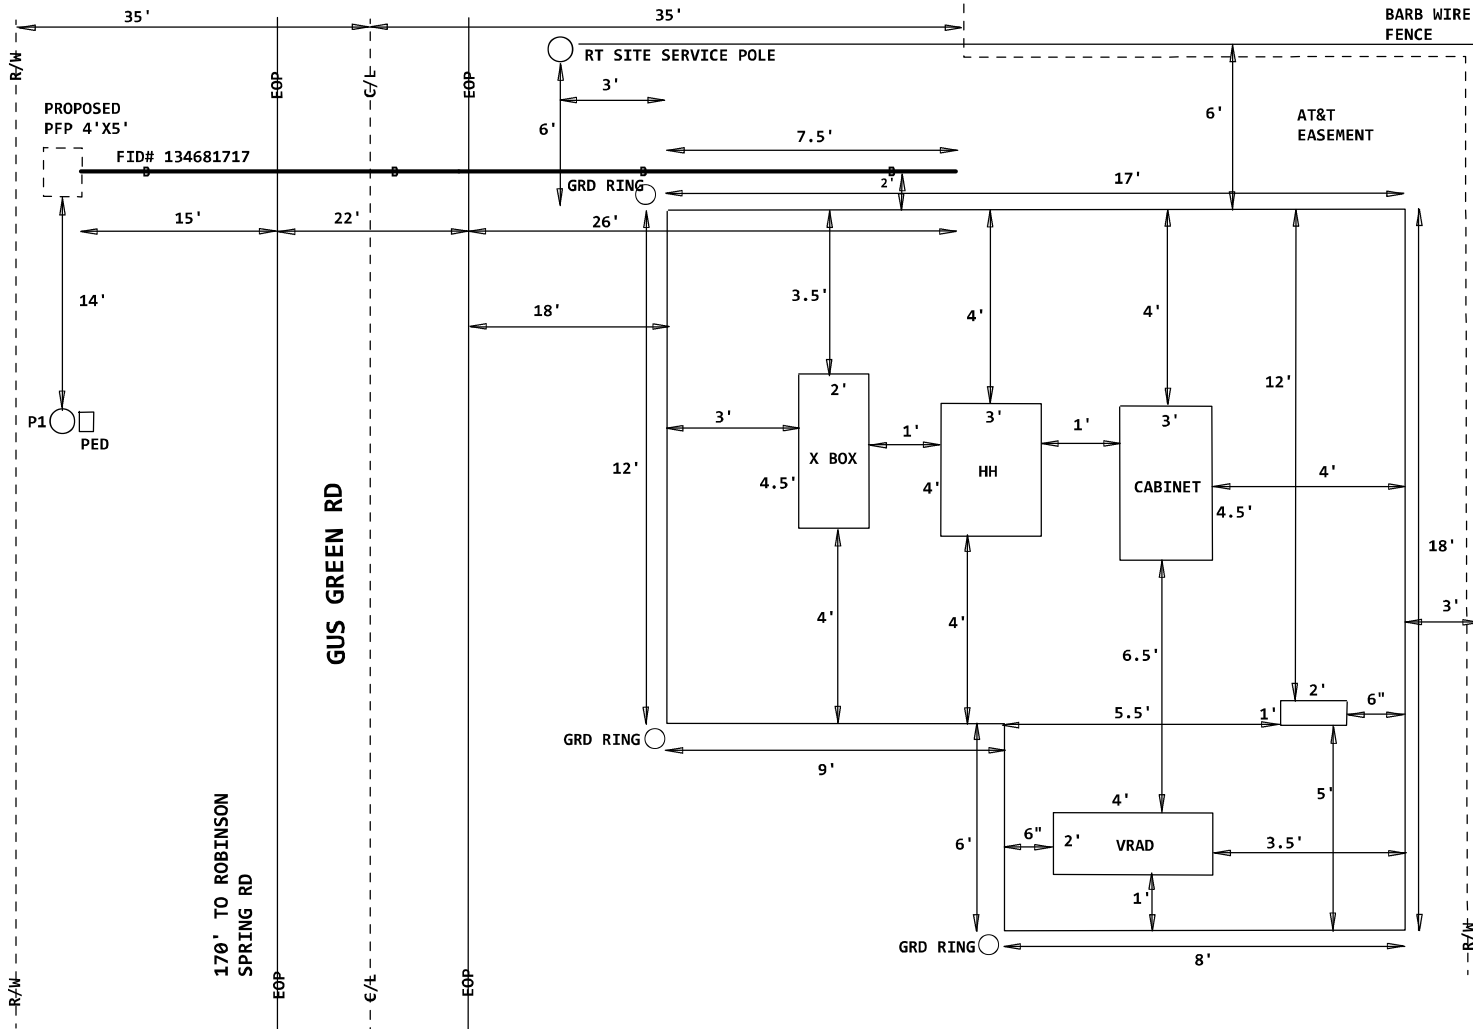 35'
35'
BARB WIRE
FENCE
R/W
EOP
C/L
EOP
RT SITE SERVICE POLE
3'
6'
6'
PROPOSED
PFP 4'X5'
AT&T
EASEMENT
7.5'
FID# 134681717
B
B
B
B
GRD RING
2'
17'
15'
22'
26'
14'
18'
3.5'
4'
4'
12'
P1
PED
2'
3'
3'
3'
1'
1'
12'
X BOX
HH
CABINET
4'
4.5'
4'
4.5'
GUS GREEN RD
18'
3'
4'
4'
6.5'
2'
6"
1'
5.5'
GRD RING
9'
5'
4'
6'
6"
2'
VRAD
3.5'
1'
170' TO ROBINSON
SPRING RD
GRD RING
8'
R/W
EOP
C/L
EOP
R/W